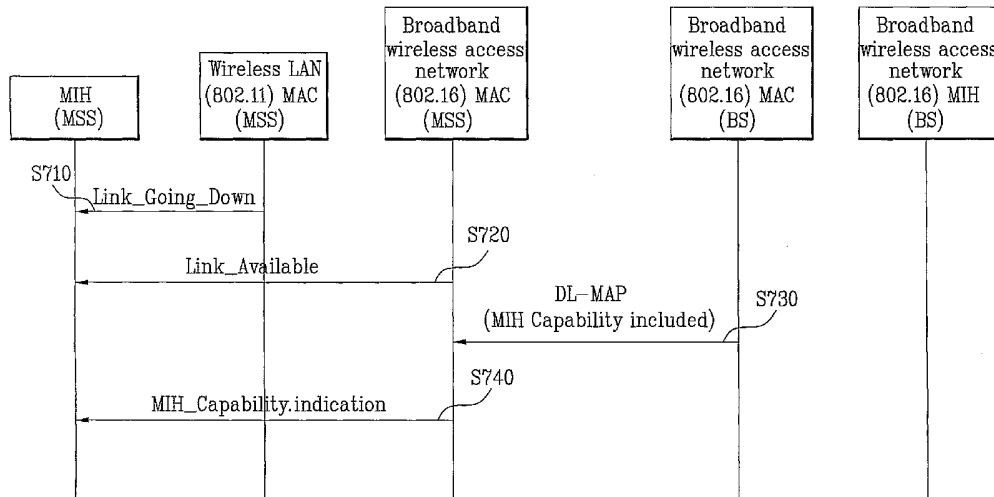 MIH
(MSS)
Wireless LAN
(802.11) MAC
(MSS)
Broadband
wireless access
network
(802.16) MAC
(MSS)
Broadband
wireless access
network
(802.16) MAC
(BS)
Broadband
wireless access
network
(802.16) MIH
(BS)
S710
Link_Going_Down
S720
Link_Available
DL-MAP
(MIH Capability included)
S730
S740
MIH_Capability.indication